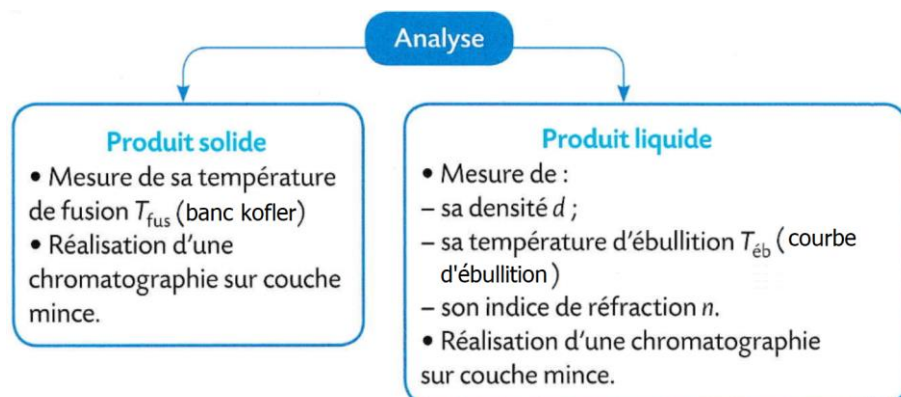 Analyse
Produit solide
• Mesure de sa température
de fusion Tfus (banc kofler)
• Réalisation d'une
chromatographie sur couche
mince.
Produit liquide
• Mesure de :
– sa densité d ;
– sa température d'ébullition Téb (courbe
d'ébullition)
– son indice de réfraction n.
• Réalisation d'une chromatographie
sur couche mince.